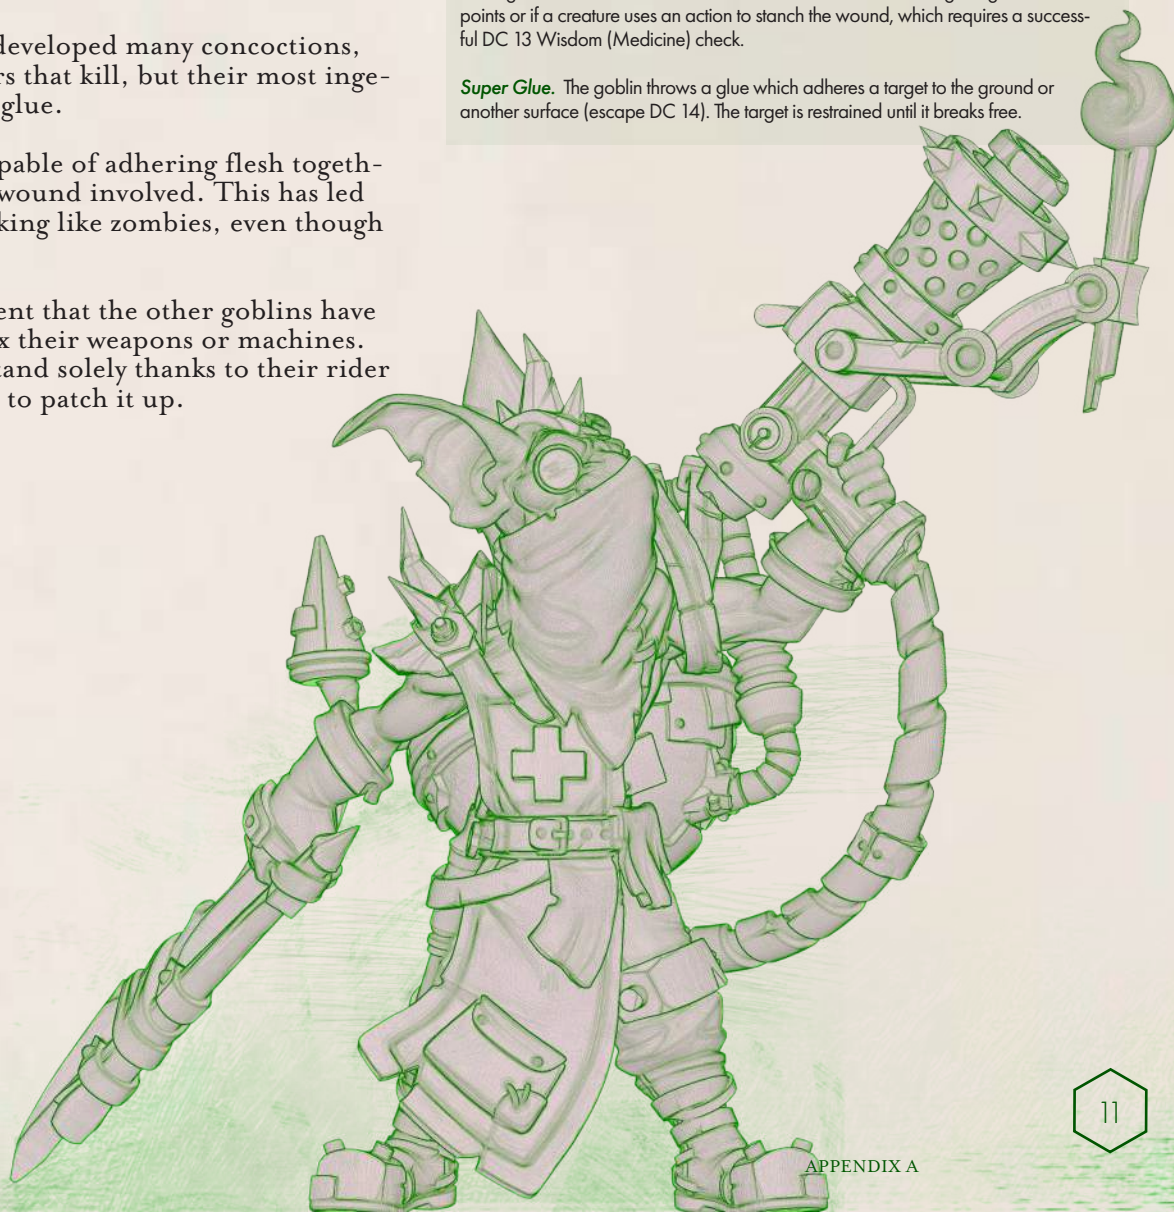 developed many concoctions,
rs that kill, but their most inge-
glue.
pable of adhering flesh togeth-
wound involved. This has led
king like zombies, even though
ent that the other goblins have
x their weapons or machines.
tand solely thanks to their rider
to patch it up.
points or if a creature uses an action to stanch the wound, which requires a success-
ful DC 13 Wisdom (Medicine) check.
Super Glue. The goblin throws a glue which adheres a target to the ground or
another surface (escape DC 14). The target is restrained until it breaks free.
11
APPENDIX A